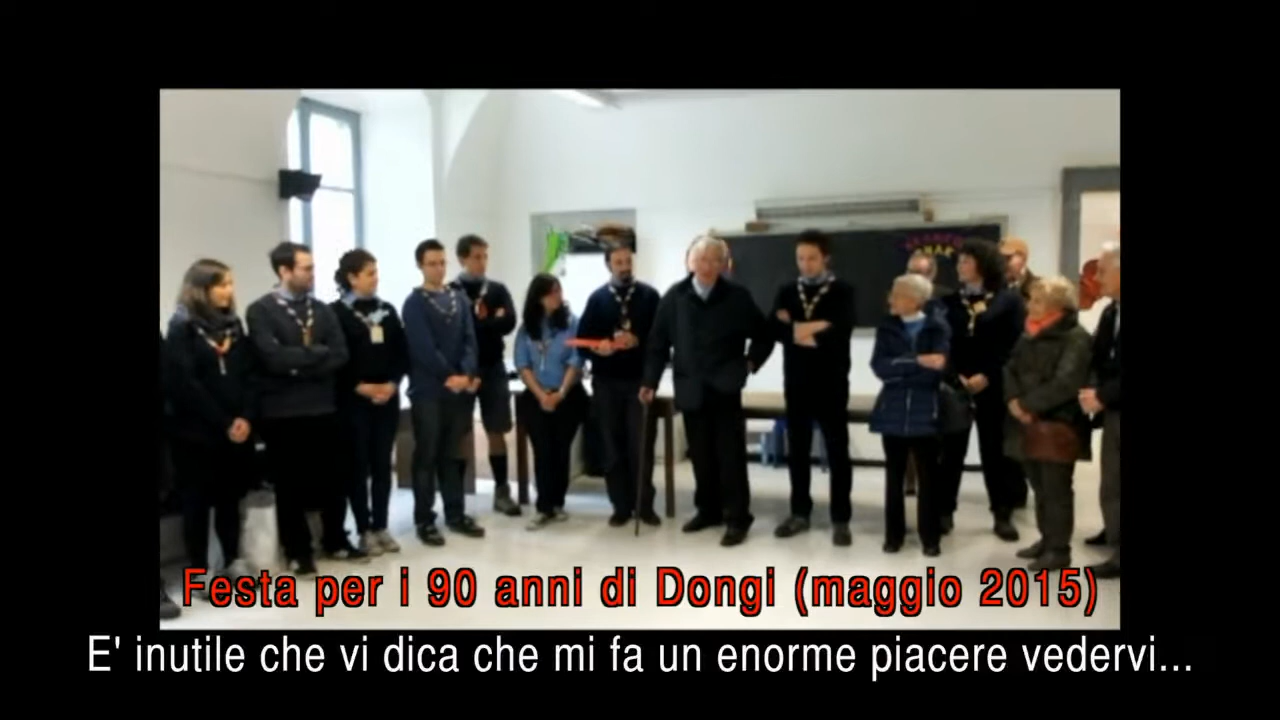 Festa per i 90 anni di Dongi (maggio 2015)
E' inutile che vi dica che mi fa un enorme piacere vedervi...